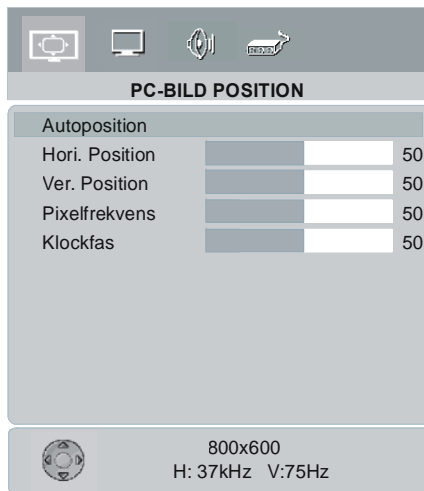 PC-BILD POSITION
Autoposition
Hori. Position 50
Ver. Position 50
Pixelfrekvens 50
Klockfas 50
800x600
H: 37kHz V:75Hz